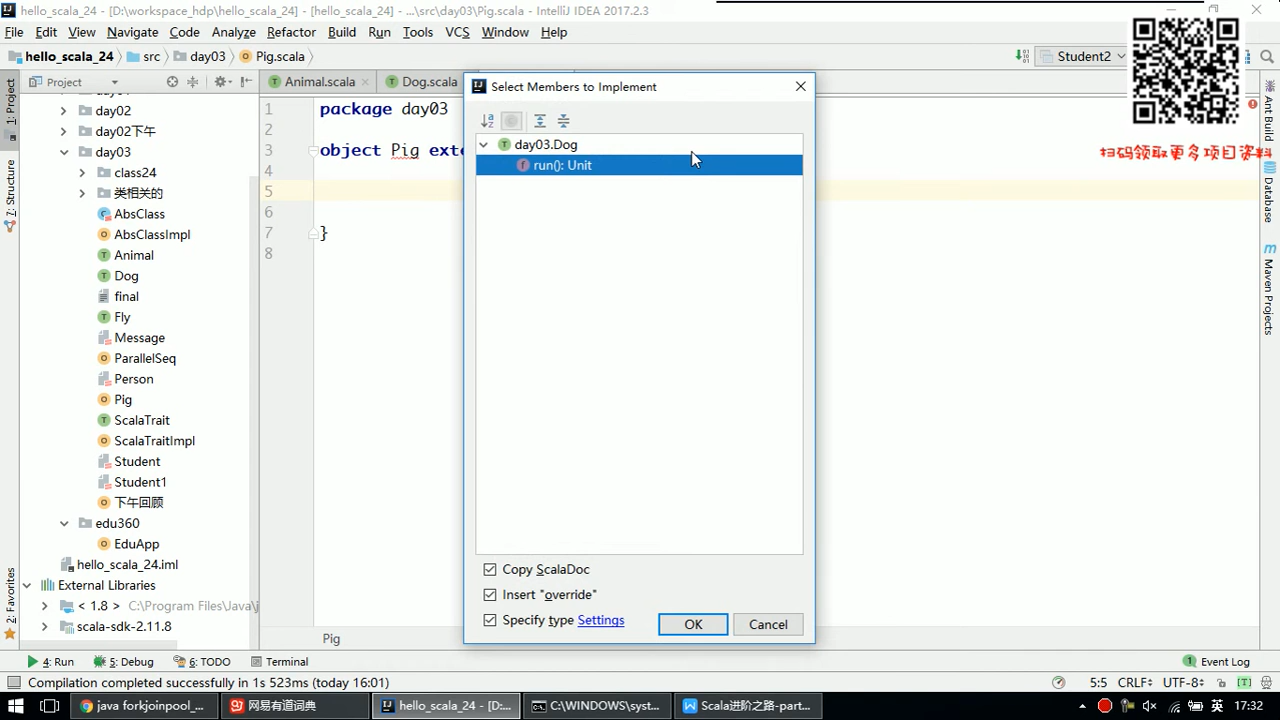 hello_scala_24 - [D:\workspace_hdp\hello_scala_24] - [hello_scala_24] - [...\src\day03\Pig.scala] - IntelliJ IDEA 2017.2.3
File Edit View Navigate Code Analyze Refactor Build Run Tools VCS Window Help
hello_scala_24 src day03 Pig.scala Student2
Project Animal.scala Dog.scala
1: Project
7: Structure
2: Favorites
day02
day02下午
day03
class24
类相关的
AbsClass
AbsClassImpl
Animal
Dog
final
Fly
Message
ParallelSeq
Person
Pig
ScalaTrait
ScalaTraitImpl
Student
Student1
下午回顾
edu360
EduApp
hello_scala_24.iml
External Libraries
< 1.8 > C:\Program Files\Java\j
scala-sdk-2.11.8
1 package day03
2
3 object Pig exte
4
5
6
7 }
8
Pig
Select Members to Implement
day03.Dog
run(): Unit
Copy ScalaDoc
Insert "override"
Specify type Settings
OK Cancel
扫码领取更多项目资料
Ant Build
Database
Maven Projects
4: Run 5: Debug 6: TODO Terminal Event Log
Compilation completed successfully in 1s 523ms (today 16:01) 5:5 CRLF UTF-8
java forkjoinpool_... 网易有道词典 hello_scala_24 - [D:... C:\WINDOWS\syst... Scala进阶之路-part... 英 17:32